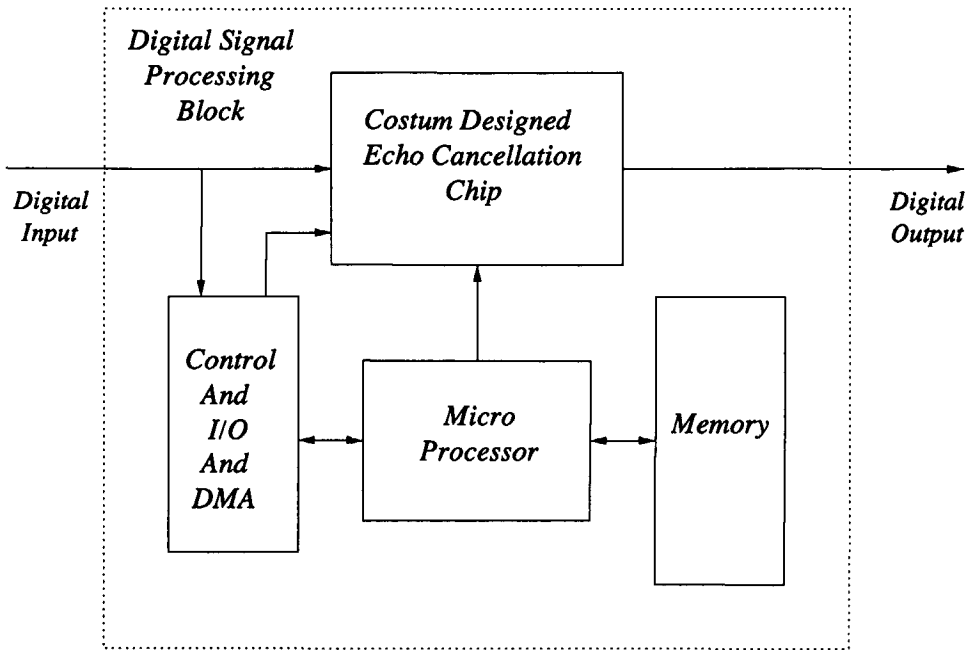 Digital Signal
Processing
Block
Costum Designed
Echo Cancellation
Chip
Digital
Input
Digital
Output
Control
And
I/O
And
DMA
Micro
Processor
Memory